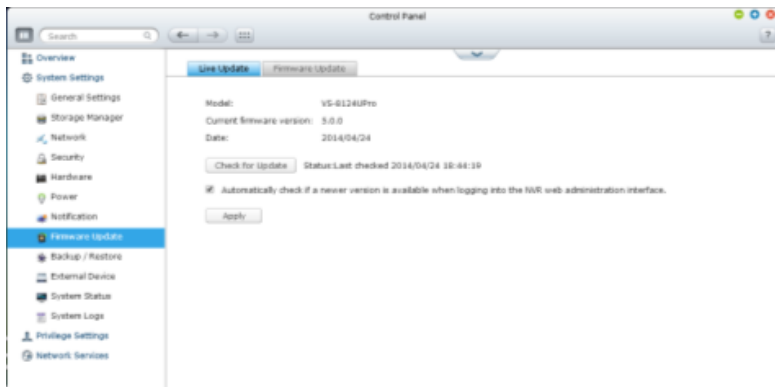 Control Panel
Search
?
Overview
System Settings
General Settings
Storage Manager
Network
Security
Hardware
Power
Notification
Firmware Update
Backup / Restore
External Device
System Status
System Logs
Privilege Settings
Network Services
Live Update
Firmware Update
Model: VS-8124UPro
Current firmware version: 5.0.0
Date: 2014/04/24
Check for Update Status:Last checked 2014/04/24 18:44:19
Automatically check if a newer version is available when logging into the NVR web administration interface.
Apply